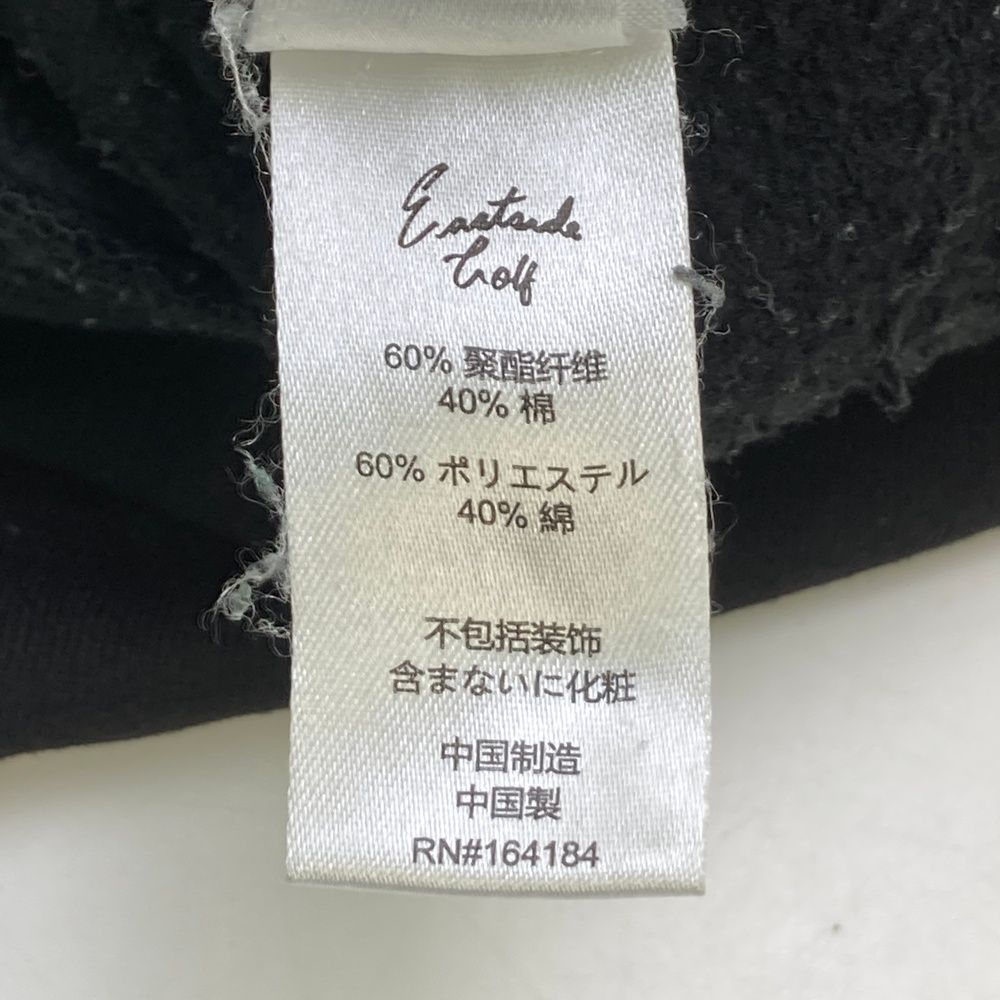 Eastside
Golf
60% 聚酯纤维
40% 棉
60% ポリエステル
40% 綿
不包括装饰
含まないに化粧
中国制造
中国製
RN#164184